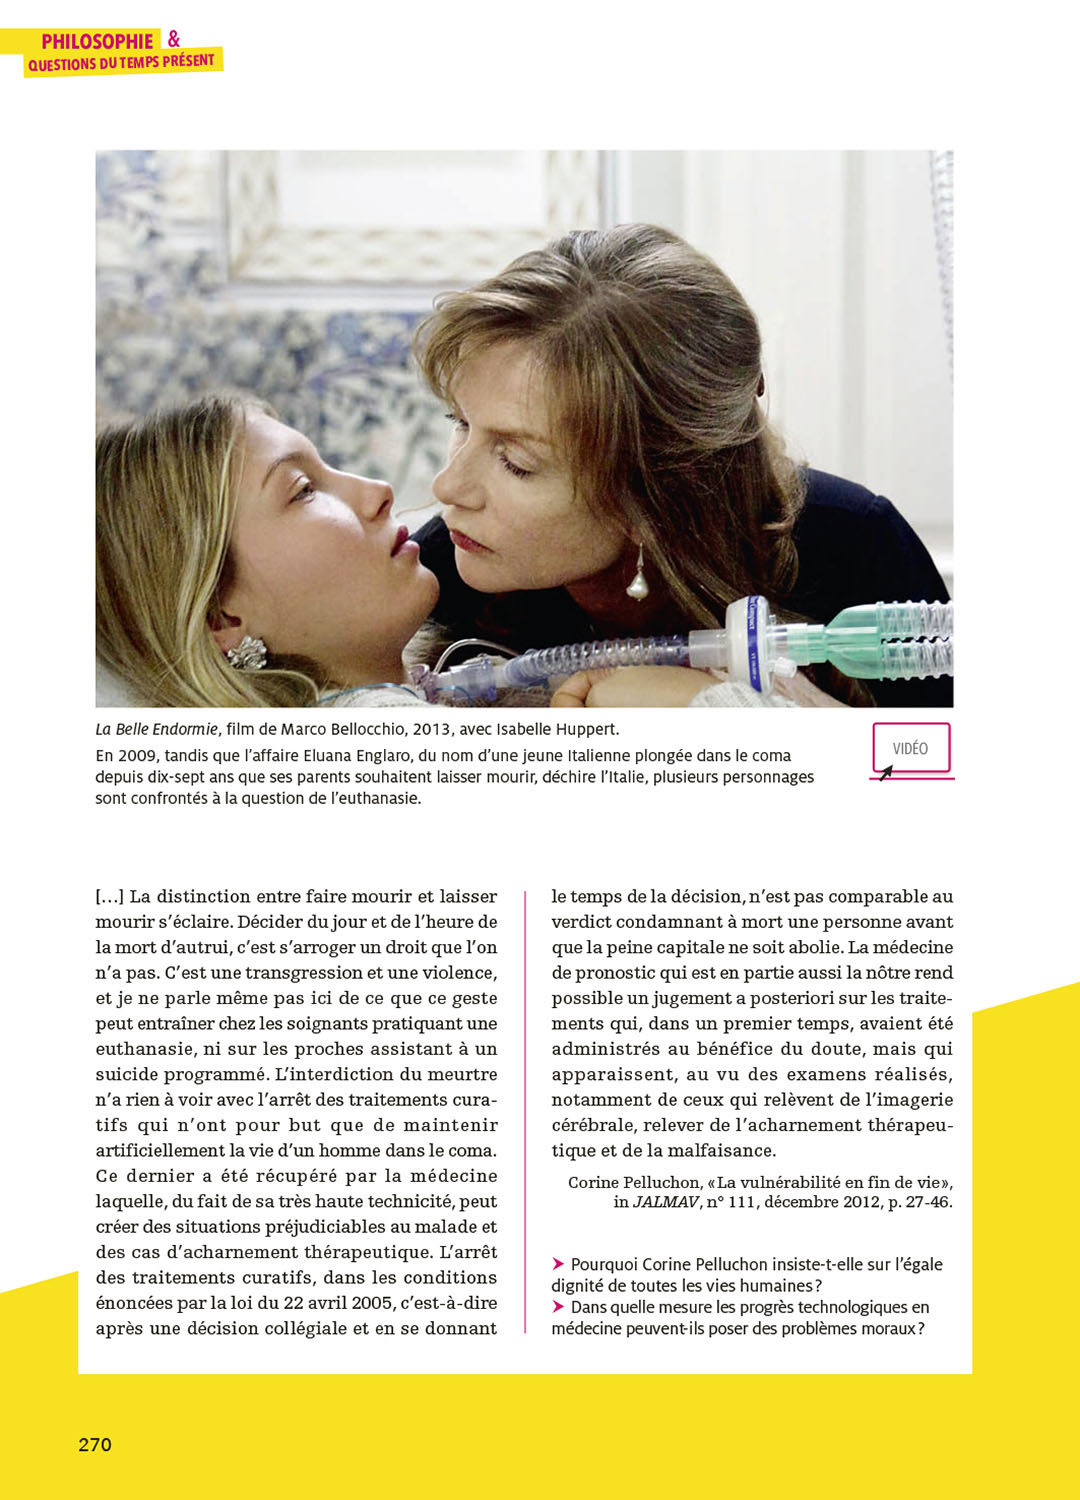 PHILOSOPHIE &
QUESTIONS DU TEMPS PRÉSENT
La Belle Endormie, film de Marco Bellocchio, 2013, avec Isabelle Huppert.
En 2009, tandis que l'affaire Eluana Englaro, du nom d'une jeune Italienne plongée dans le coma
depuis dix-sept ans que ses parents souhaitent laisser mourir, déchire l'Italie, plusieurs personnages
sont confrontés à la question de l'euthanasie.
VIDÉO
[…] La distinction entre faire mourir et laisser
mourir s'éclaire. Décider du jour et de l'heure de
la mort d'autrui, c'est s'arroger un droit que l'on
n'a pas. C'est une transgression et une violence,
et je ne parle même pas ici de ce que ce geste
peut entraîner chez les soignants pratiquant une
euthanasie, ni sur les proches assistant à un
suicide programmé. L'interdiction du meurtre
n'a rien à voir avec l'arrêt des traitements cura-
tifs qui n'ont pour but que de maintenir
artificiellement la vie d'un homme dans le coma.
Ce dernier a été récupéré par la médecine
laquelle, du fait de sa très haute technicité, peut
créer des situations préjudiciables au malade et
des cas d'acharnement thérapeutique. L'arrêt
des traitements curatifs, dans les conditions
énoncées par la loi du 22 avril 2005, c'est-à-dire
après une décision collégiale et en se donnant
le temps de la décision, n'est pas comparable au
verdict condamnant à mort une personne avant
que la peine capitale ne soit abolie. La médecine
de pronostic qui est en partie aussi la nôtre rend
possible un jugement a posteriori sur les traite-
ments qui, dans un premier temps, avaient été
administrés au bénéfice du doute, mais qui
apparaissent, au vu des examens réalisés,
notamment de ceux qui relèvent de l'imagerie
cérébrale, relever de l'acharnement thérapeu-
tique et de la malfaisance.
Corine Pelluchon, «La vulnérabilité en fin de vie»,
in JALMAV, n° 111, décembre 2012, p. 27-46.
➤ Pourquoi Corine Pelluchon insiste-t-elle sur l'égale
dignité de toutes les vies humaines?
➤ Dans quelle mesure les progrès technologiques en
médecine peuvent-ils poser des problèmes moraux?
270